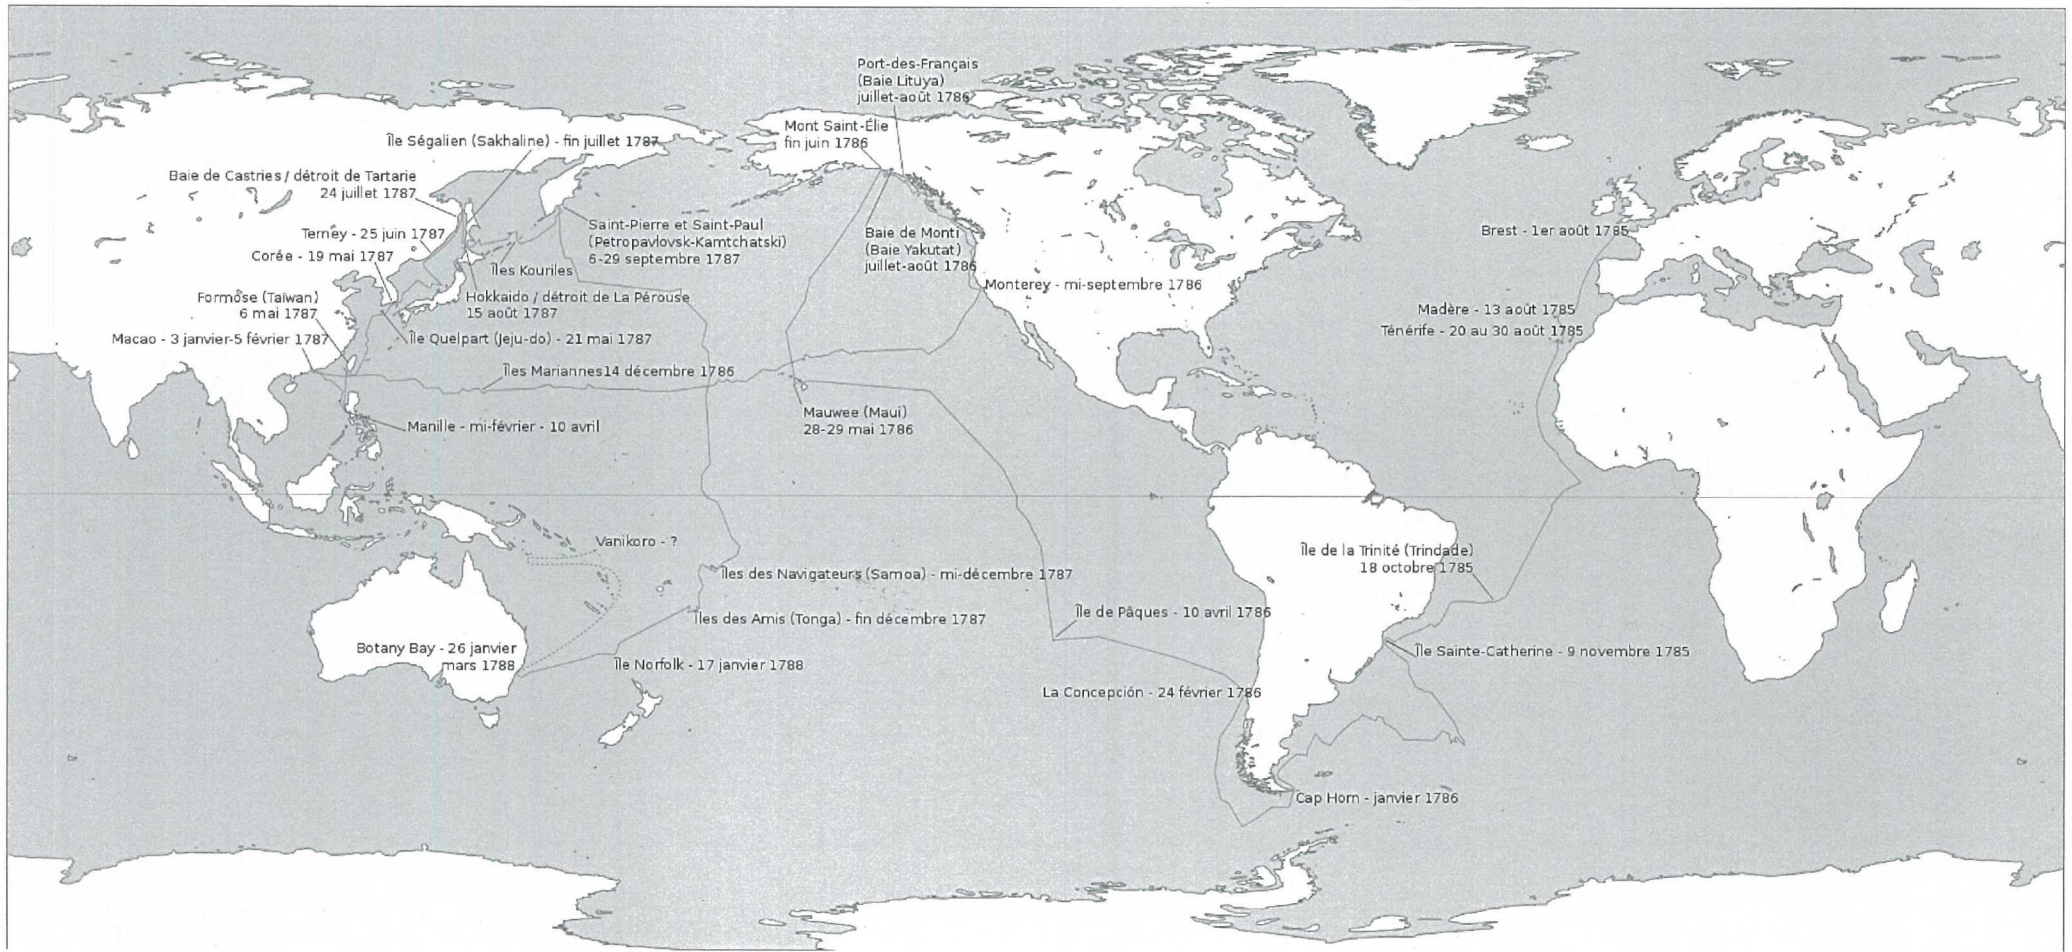 Port-des-Français
(Baie Lituya)
juillet-août 1786
Mont Saint-Élie
fin juin 1786
Île Ségalien (Sakhaline) - fin juillet 1787
Baie de Castries / détroit de Tartarie
24 juillet 1787
Terney - 25 juin 1787
Corée - 19 mai 1787
Saint-Pierre et Saint-Paul
(Petropavlovsk-Kamtchatski)
6-29 septembre 1787
Baie de Monti
(Baie Yakutat)
juillet-août 1786
Brest - 1er août 1785
Îles Kouriles
Monterey - mi-septembre 1786
Formose (Taïwan)
6 mai 1787
Hokkaido / détroit de La Pérouse
15 août 1787
Madère - 13 août 1785
Ténérife - 20 au 30 août 1785
Macao - 3 janvier-5 février 1787
Île Quelpart (Jeju-do) - 21 mai 1787
Îles Mariannes14 décembre 1786
Mauwee (Maui)
28-29 mai 1786
Manille - mi-février - 10 avril
Vanikoro - ?
Île de la Trinité (Trindade)
18 octobre 1785
Îles des Navigateurs (Samoa) - mi-décembre 1787
Île de Pâques - 10 avril 1786
Îles des Amis (Tonga) - fin décembre 1787
Botany Bay - 26 janvier
mars 1788
Île Norfolk - 17 janvier 1788
Île Sainte-Catherine - 9 novembre 1785
La Concepción - 24 février 1786
Cap Horn - janvier 1786